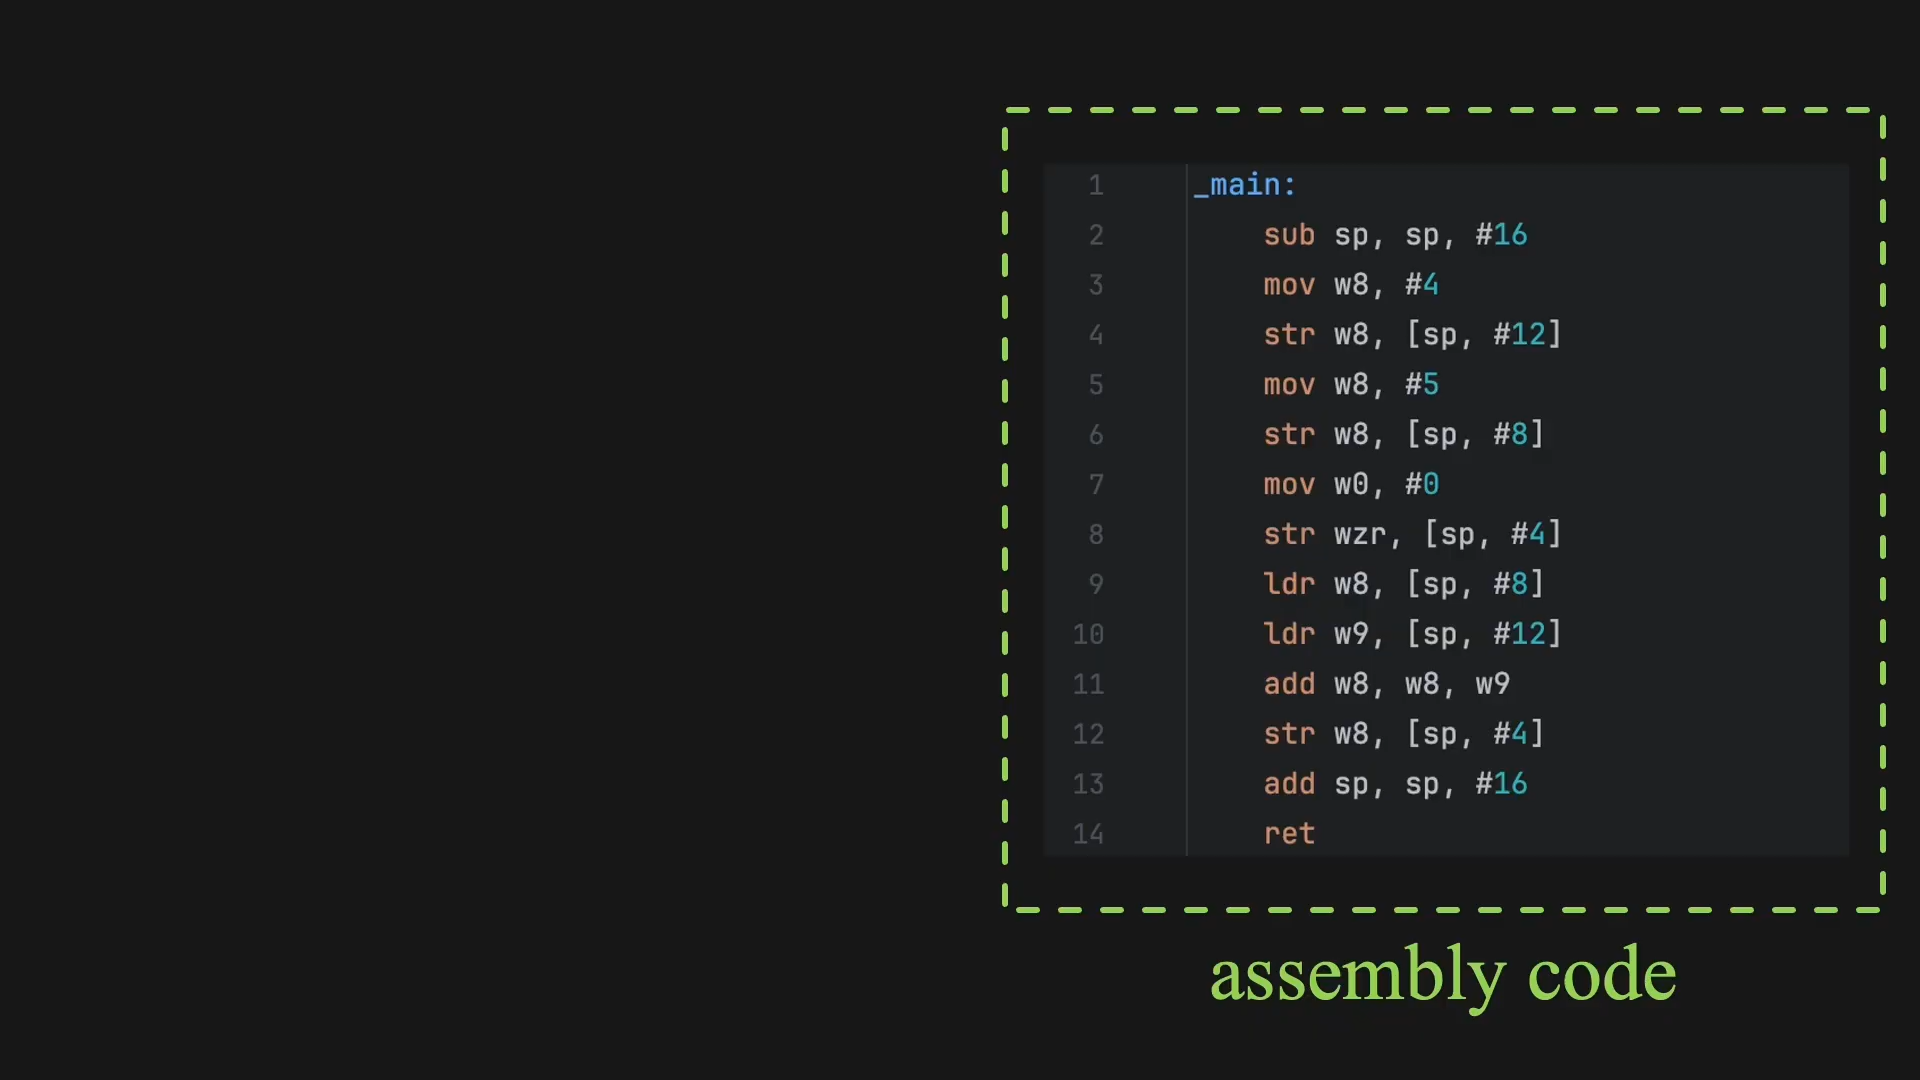 1 _main:
2 sub sp, sp, #16
3 mov w8, #4
4 str w8, [sp, #12]
5 mov w8, #5
6 str w8, [sp, #8]
7 mov w0, #0
8 str wzr, [sp, #4]
9 ldr w8, [sp, #8]
10 ldr w9, [sp, #12]
11 add w8, w8, w9
12 str w8, [sp, #4]
13 add sp, sp, #16
14 ret
assembly code